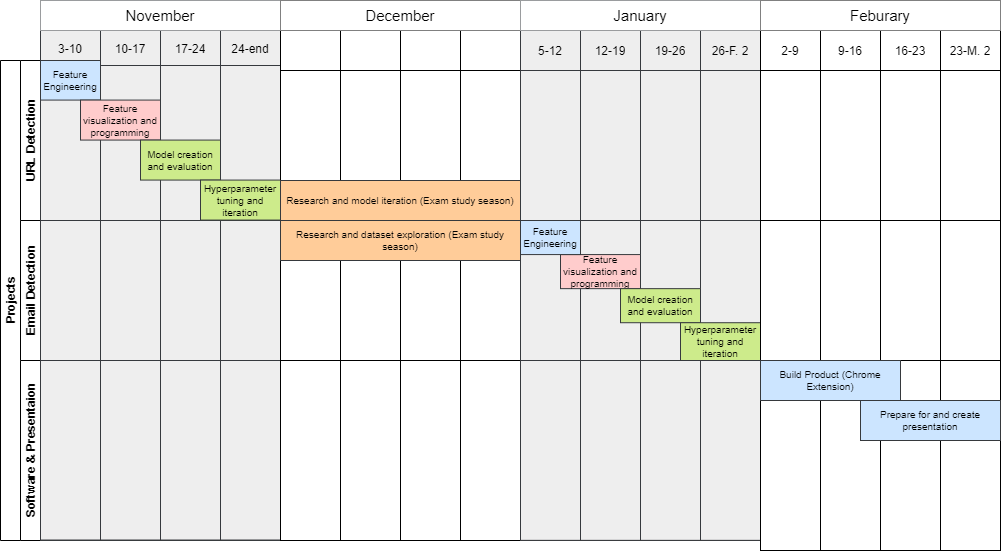 November
December
January
Feburary
3-10
10-17
17-24
24-end
5-12
12-19
19-26
26-F. 2
2-9
9-16
16-23
23-M. 2
Projects
URL Detection
Feature
Engineering
Feature
visualization and
programming
Model creation
and evaluation
Hyperparameter
tuning and
iteration
Research and model iteration (Exam study season)
Email Detection
Research and dataset exploration (Exam study
season)
Feature
Engineering
Feature
visualization and
programming
Model creation
and evaluation
Hyperparameter
tuning and
iteration
Software & Presentaion
Build Product (Chrome
Extension)
Prepare for and create
presentation